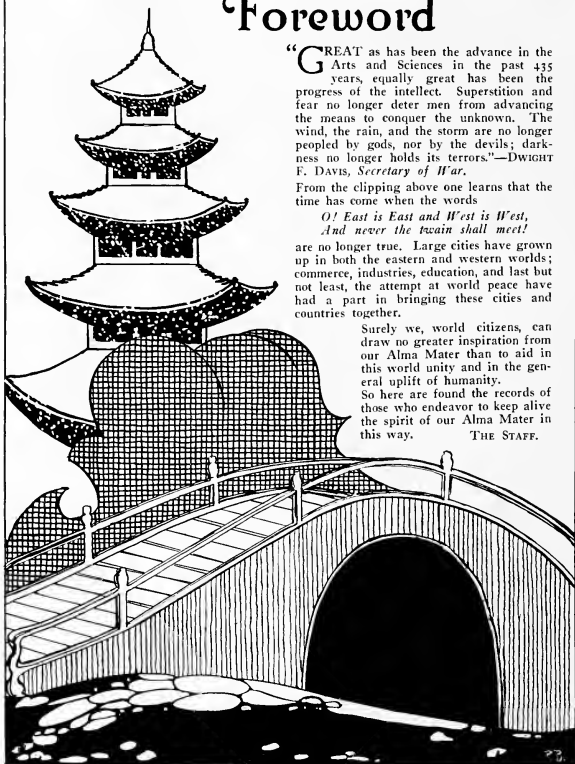 Foreword
“GREAT as has been the advance in the
Arts and Sciences in the past 435
years, equally great has been the
progress of the intellect. Superstition and
fear no longer deter men from advancing
the means to conquer the unknown. The
wind, the rain, and the storm are no longer
peopled by gods, nor by the devils; dark-
ness no longer holds its terrors.”—DWIGHT
F. DAVIS, Secretary of War.
From the clipping above one learns that the
time has come when the words
O! East is East and West is West,
And never the twain shall meet!
are no longer true. Large cities have grown
up in both the eastern and western worlds;
commerce, industries, education, and last but
not least, the attempt at world peace have
had a part in bringing these cities and
countries together.
Surely we, world citizens, can
draw no greater inspiration from
our Alma Mater than to aid in
this world unity and in the gen-
eral uplift of humanity.
So here are found the records of
those who endeavor to keep alive
the spirit of our Alma Mater in
this way. THE STAFF.